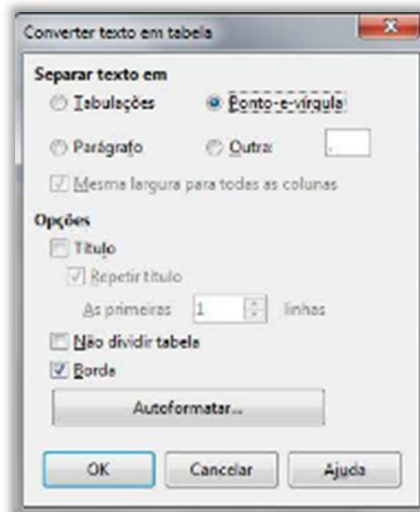 Converter texto em tabela
Separar texto em
Tabulações Ponto-e-vírgula
Parágrafo Outra: .
Mesma largura para todas as colunas
Opções
Título
Repetir título
As primeiras 1 linhas
Não dividir tabela
Borda
Autoformatar...
OK Cancelar Ajuda